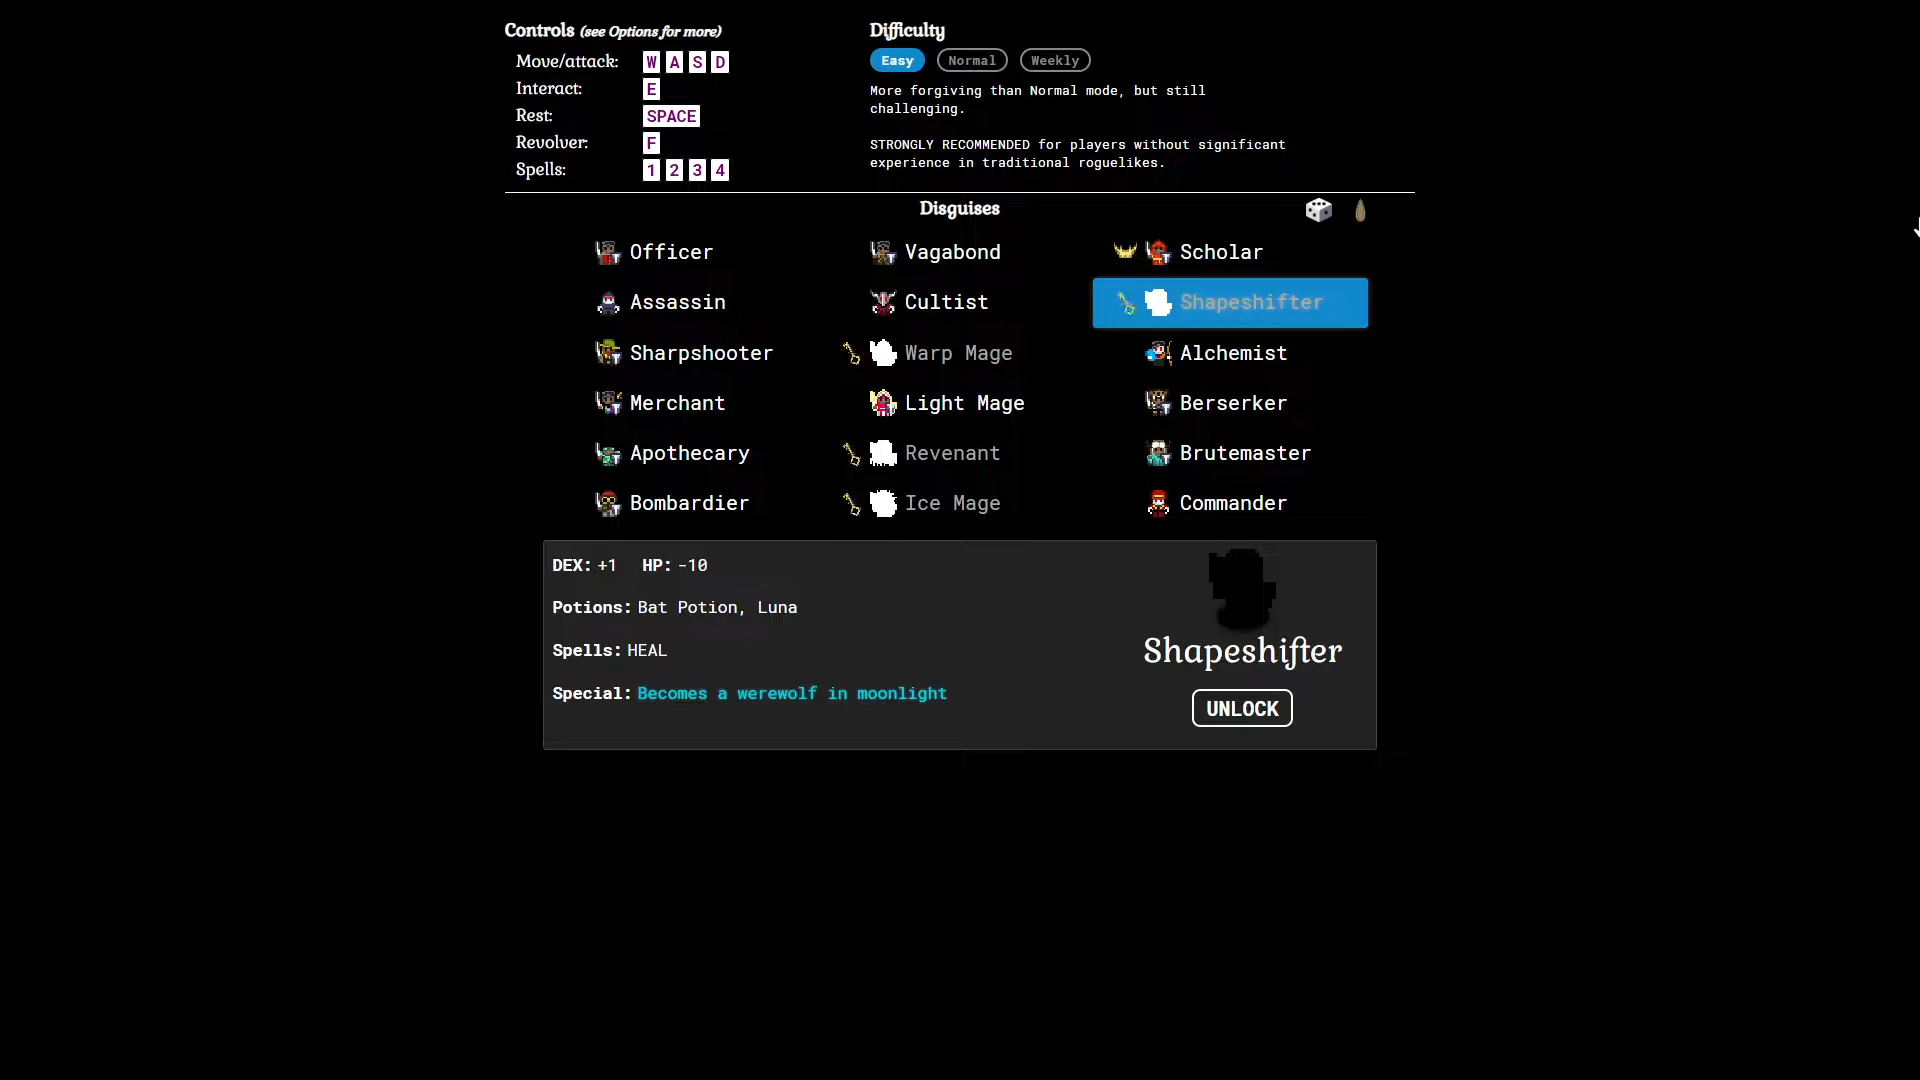 Controls (see Options for more)
Move/attack: W A S D
Interact: E
Rest: SPACE
Revolver: F
Spells: 1 2 3 4
Difficulty
Easy Normal Weekly
More forgiving than Normal mode, but still
challenging.
STRONGLY RECOMMENDED for players without significant
experience in traditional roguelikes.
Disguises
Officer Vagabond Scholar
Assassin Cultist Shapeshifter
Sharpshooter Warp Mage Alchemist
Merchant Light Mage Berserker
Apothecary Revenant Brutemaster
Bombardier Ice Mage Commander
DEX: +1 HP: -10
Potions: Bat Potion, Luna
Spells: HEAL
Special: Becomes a werewolf in moonlight
Shapeshifter
UNLOCK